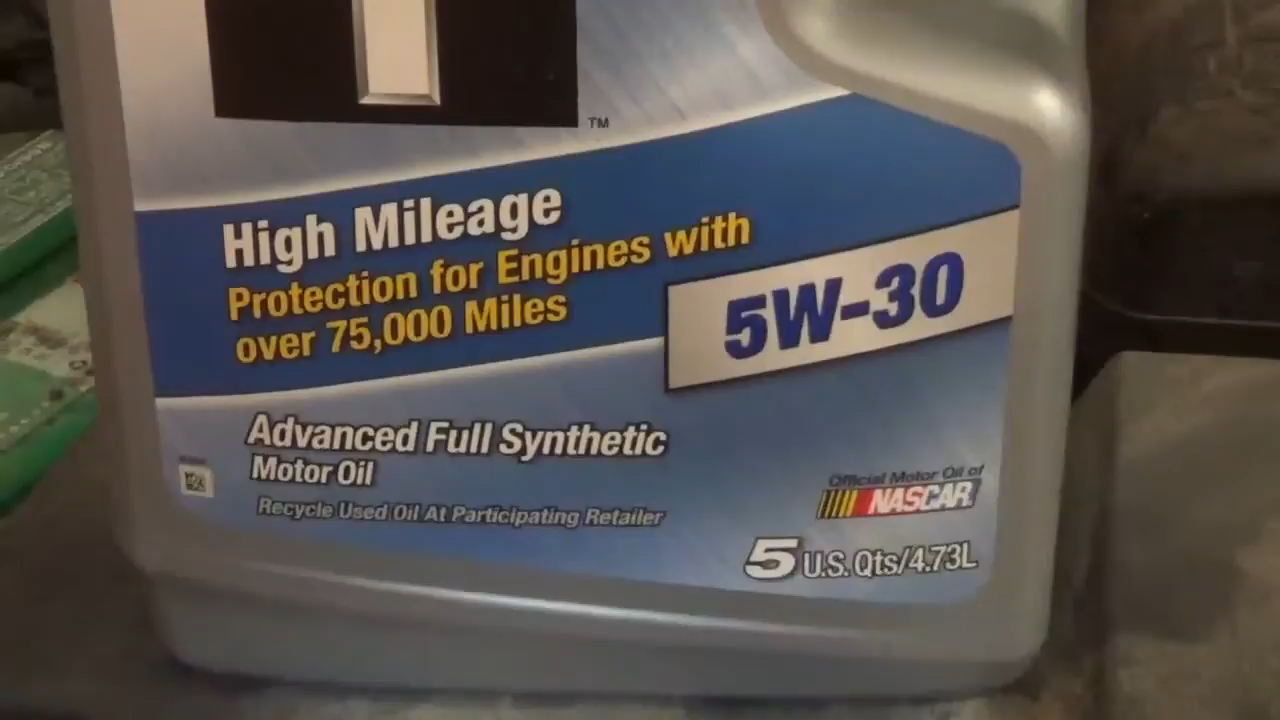 TM
High Mileage
Protection for Engines with
over 75,000 Miles
5W-30
Advanced Full Synthetic
Motor Oil
Recycle Used Oil At Participating Retailer
Official Motor Oil of
NASCAR
5 U.S. Qts/4.73L